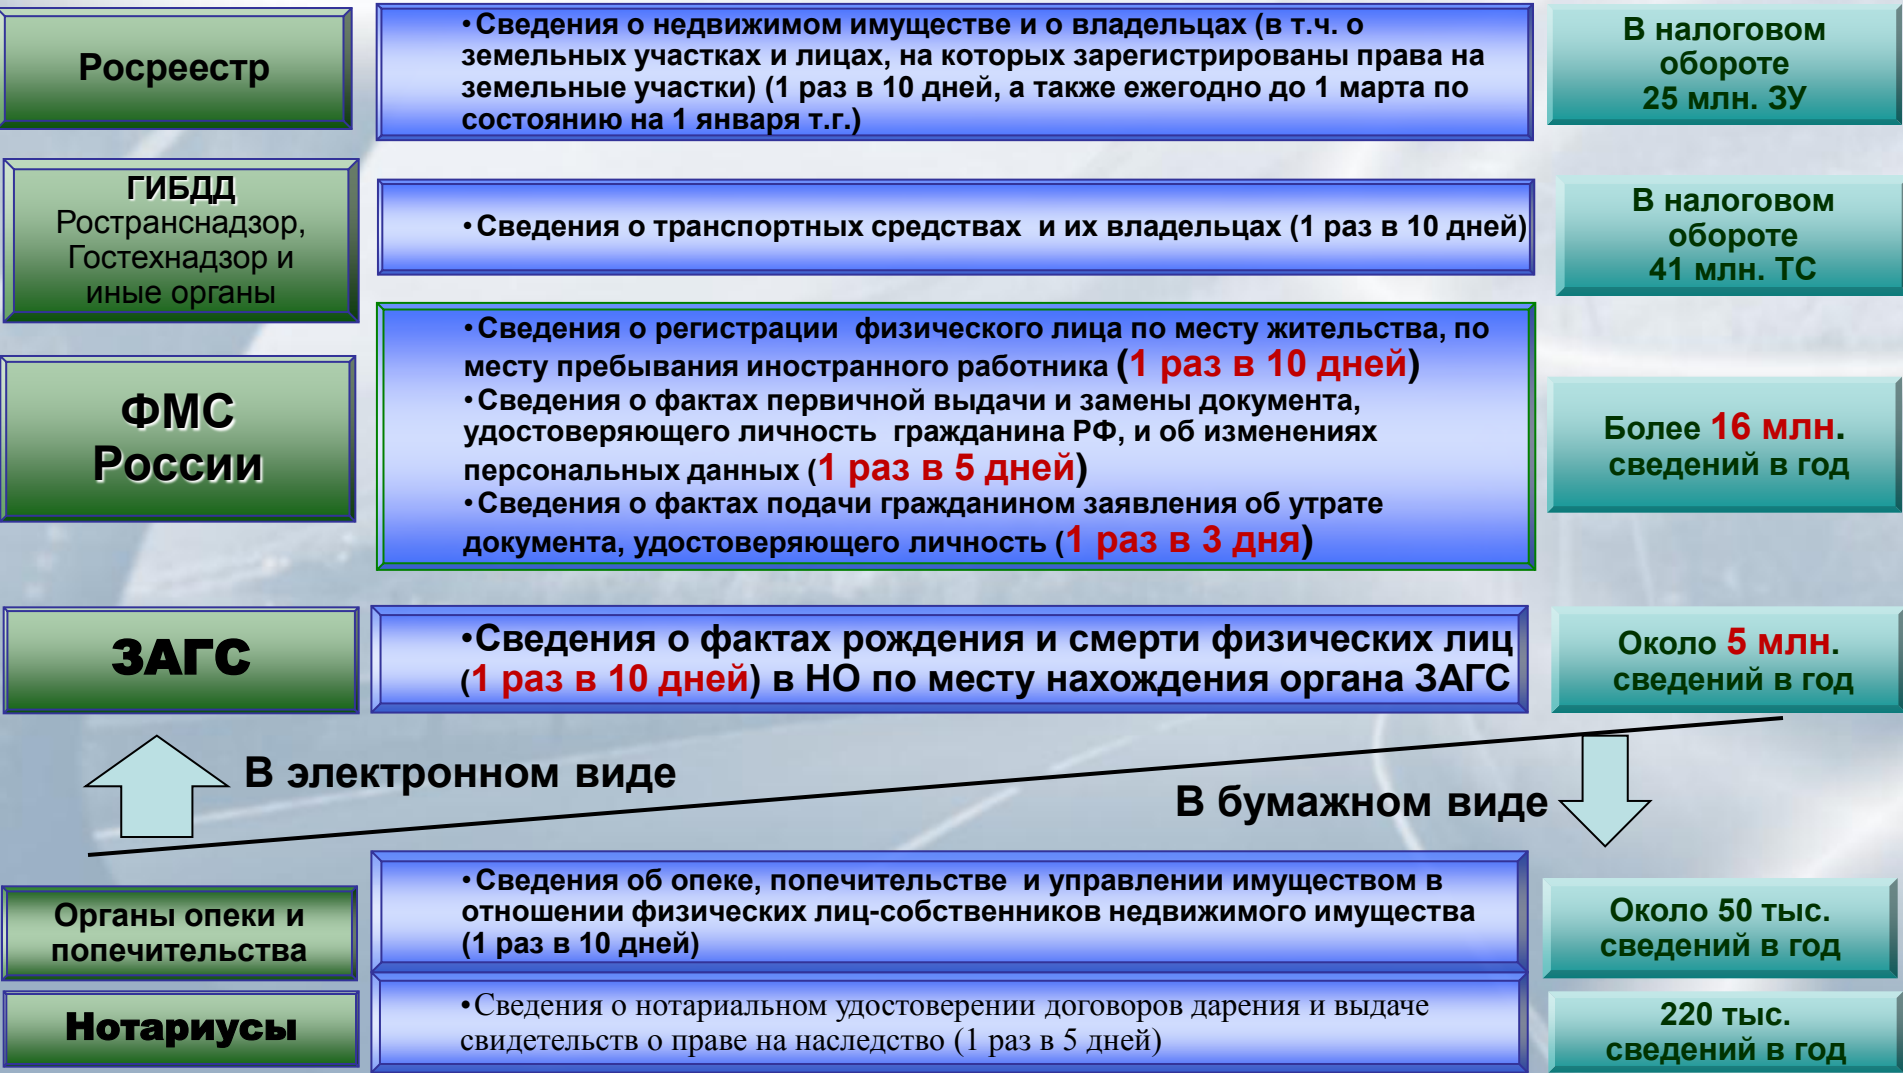 Росреестр
•Сведения о недвижимом имуществе и о владельцах (в т.ч. о
земельных участках и лицах, на которых зарегистрированы права на
земельные участки) (1 раз в 10 дней, а также ежегодно до 1 марта по
состоянию на 1 января т.г.)
В налоговом
обороте
25 млн. ЗУ
ГИБДД
Ространснадзор,
Гостехнадзор и
иные органы
•Сведения о транспортных средствах и их владельцах (1 раз в 10 дней)
В налоговом
обороте
41 млн. ТС
ФМС
России
•Сведения о регистрации физического лица по месту жительства, по
месту пребывания иностранного работника (1 раз в 10 дней)
•Сведения о фактах первичной выдачи и замены документа,
удостоверяющего личность гражданина РФ, и об изменениях
персональных данных (1 раз в 5 дней)
•Сведения о фактах подачи гражданином заявления об утрате
документа, удостоверяющего личность (1 раз в 3 дня)
Более 16 млн.
сведений в год
ЗАГС
•Сведения о фактах рождения и смерти физических лиц
(1 раз в 10 дней) в НО по месту нахождения органа ЗАГС
Около 5 млн.
сведений в год
В электронном виде
В бумажном виде
Органы опеки и
попечительства
•Сведения об опеке, попечительстве и управлении имуществом в
отношении физических лиц-собственников недвижимого имущества
(1 раз в 10 дней)
Около 50 тыс.
сведений в год
Нотариусы
•Сведения о нотариальном удостоверении договоров дарения и выдаче
свидетельств о праве на наследство (1 раз в 5 дней)
220 тыс.
сведений в год